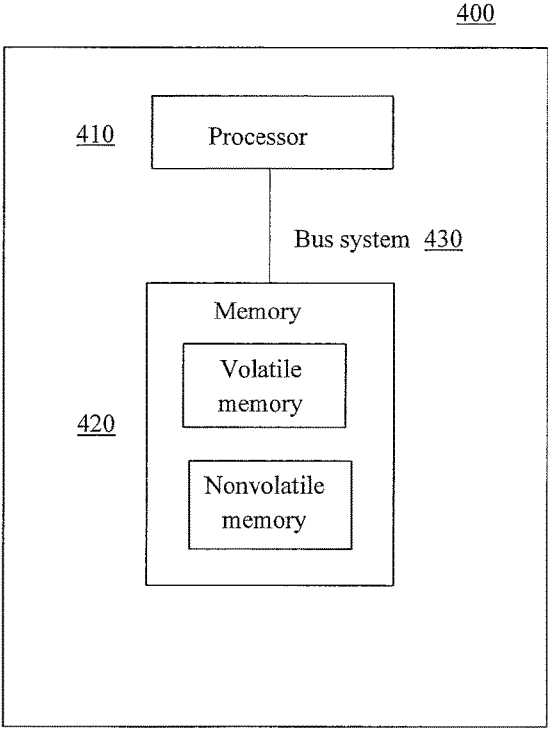 400
410
Processor
Bus system 430
Memory
Volatile
memory
420
Nonvolatile
memory